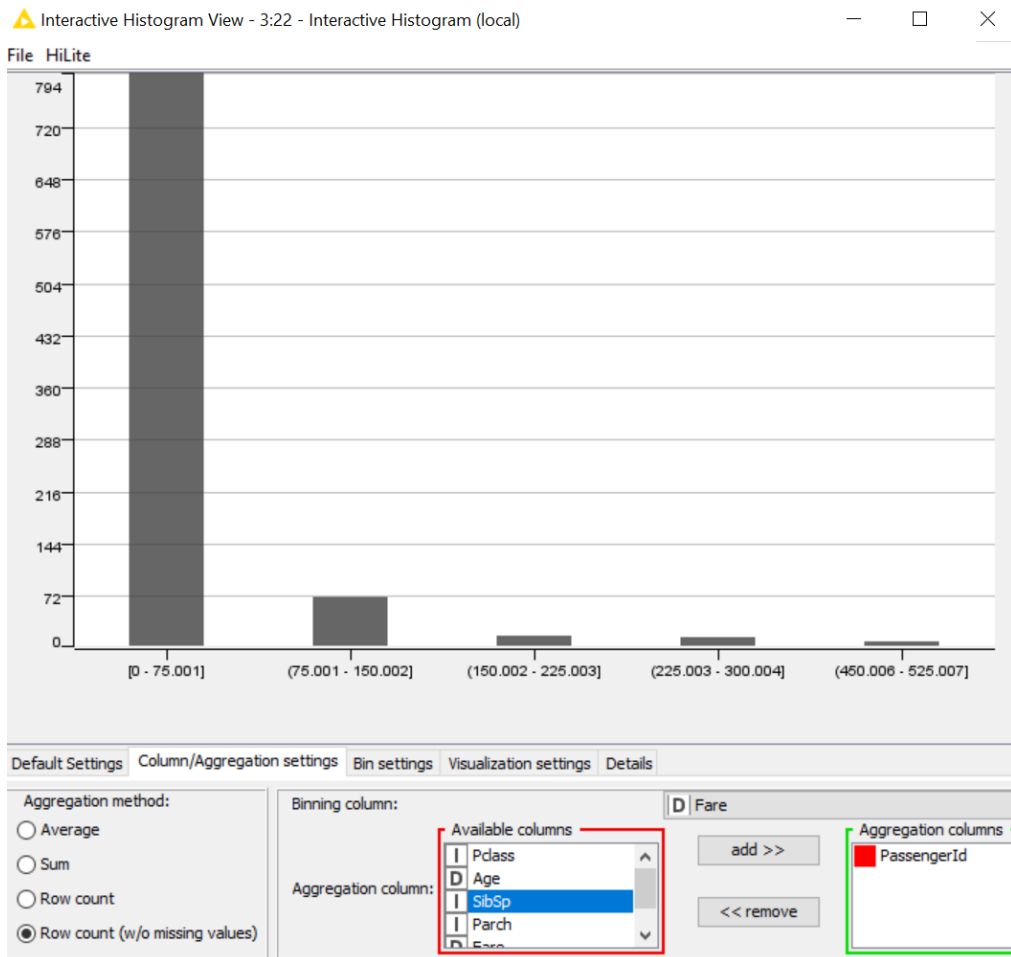 Interactive Histogram View - 3:22 - Interactive Histogram (local)
File HiLite
794
720
648
576
504
432
360
288
216
144
72
0
[0 - 75.001] (75.001 - 150.002] (150.002 - 225.003] (225.003 - 300.004] (450.006 - 525.007]
Default Settings Column/Aggregation settings Bin settings Visualization settings Details
Aggregation method:
Average
Sum
Row count
Row count (w/o missing values)
Binning column:
D Fare
Aggregation column:
Available columns
I Pclass
D Age
I SibSp
I Parch
D Fare
add >>
<< remove
Aggregation columns
PassengerId